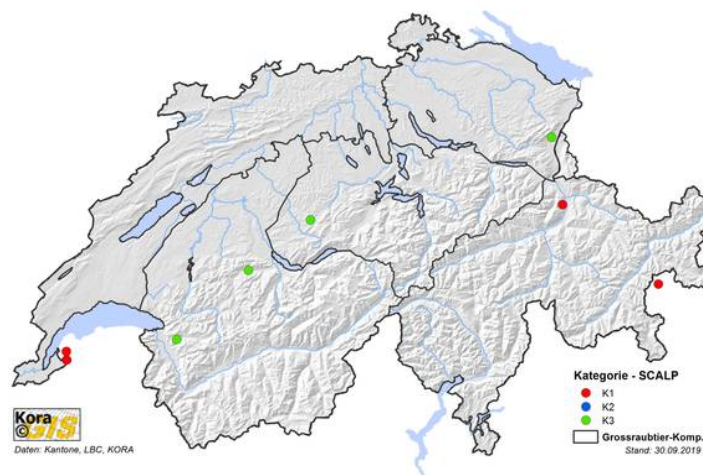 Kategorie - SCALP
K1
K2
K3
Grossraubtier-Komp.
Stand: 30.09.2019
Kora
©GIS
Daten: Kantone, LBC, KORA